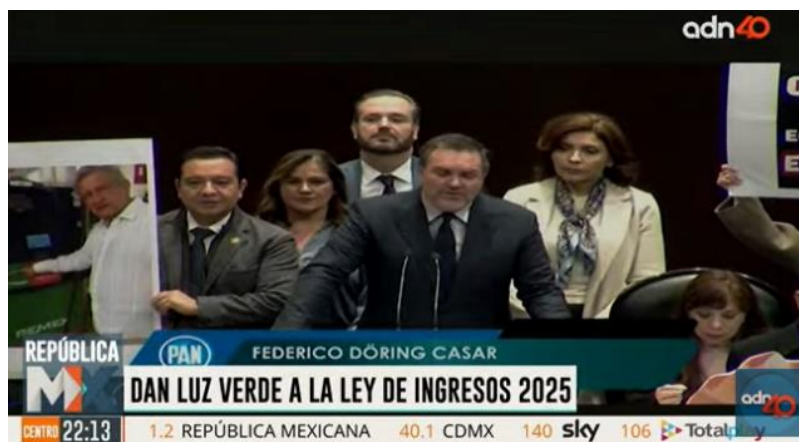 adn40
REMD
REPÚBLICA
MX
PAN
FEDERICO DÖRING CASAR
DAN LUZ VERDE A LA LEY DE INGRESOS 2025
adn40
CENTRO 22:13 1.2 REPÚBLICA MEXICANA 40.1 CDMX 140 sky 106 Totalplay